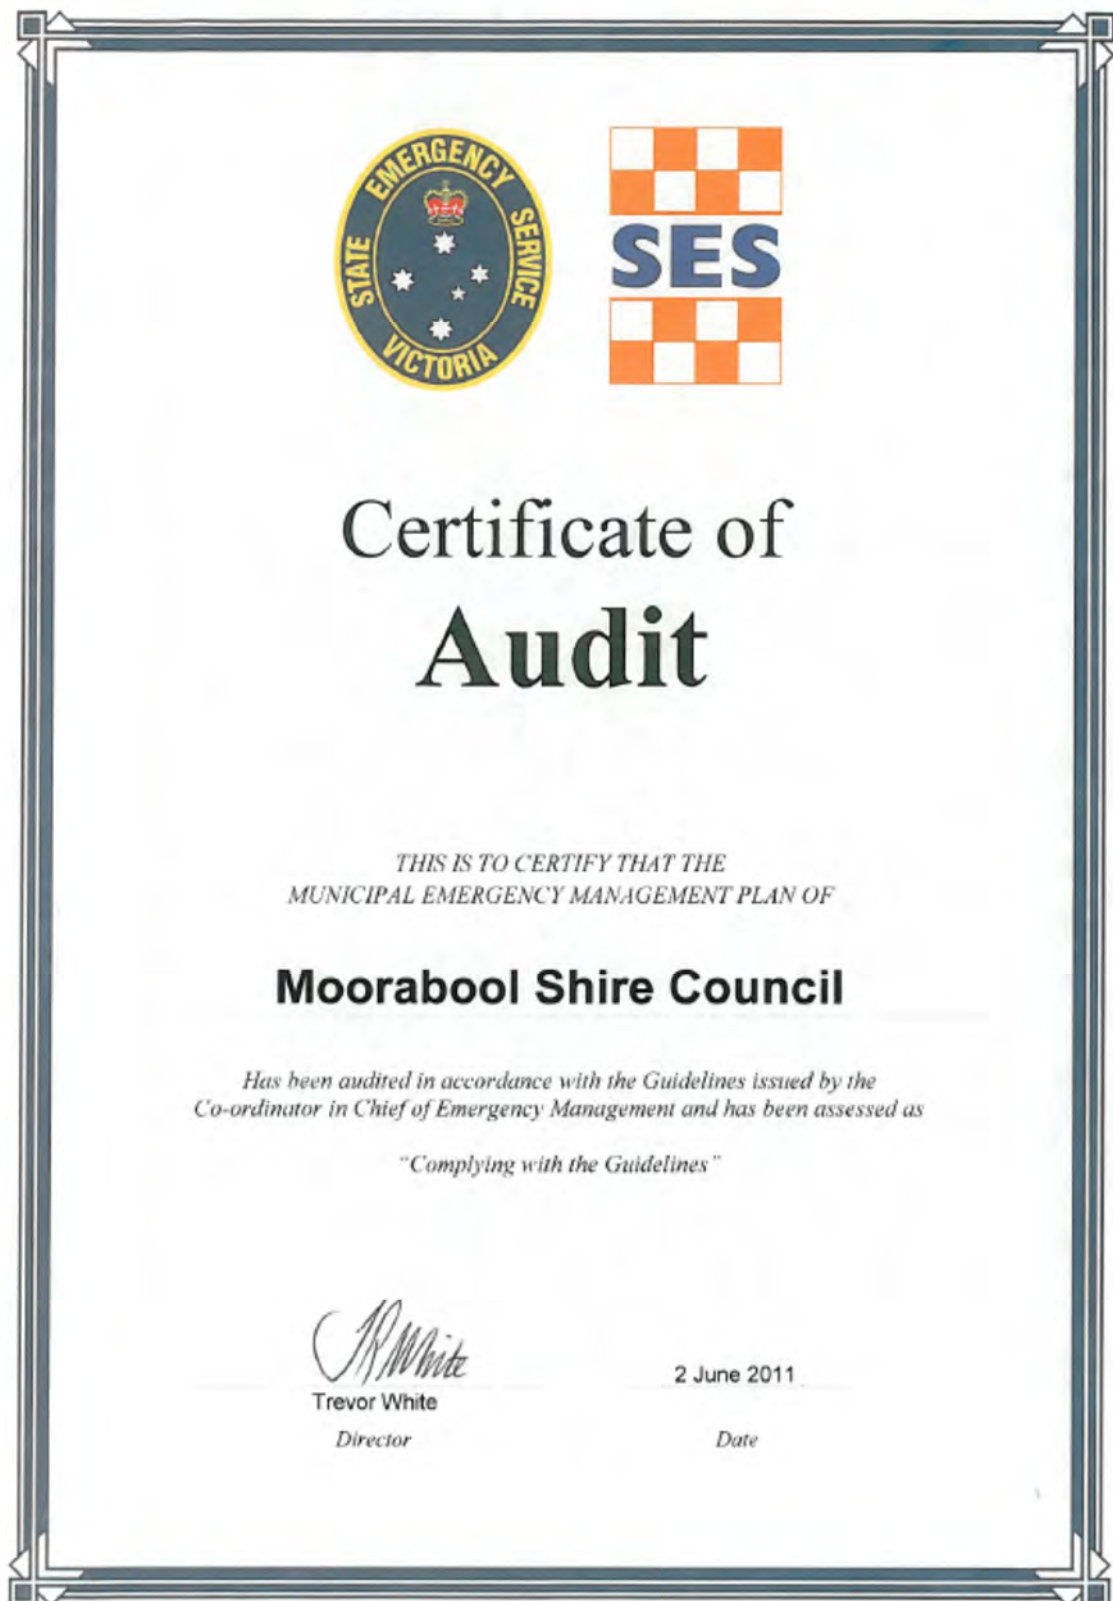 STATE EMERGENCY SERVICE
VICTORIA
SES
Certificate of
Audit
THIS IS TO CERTIFY THAT THE
MUNICIPAL EMERGENCY MANAGEMENT PLAN OF
Moorabool Shire Council
Has been audited in accordance with the Guidelines issued by the
Co-ordinator in Chief of Emergency Management and has been assessed as
"Complying with the Guidelines"
JRWhite
Trevor White
2 June 2011
Director
Date